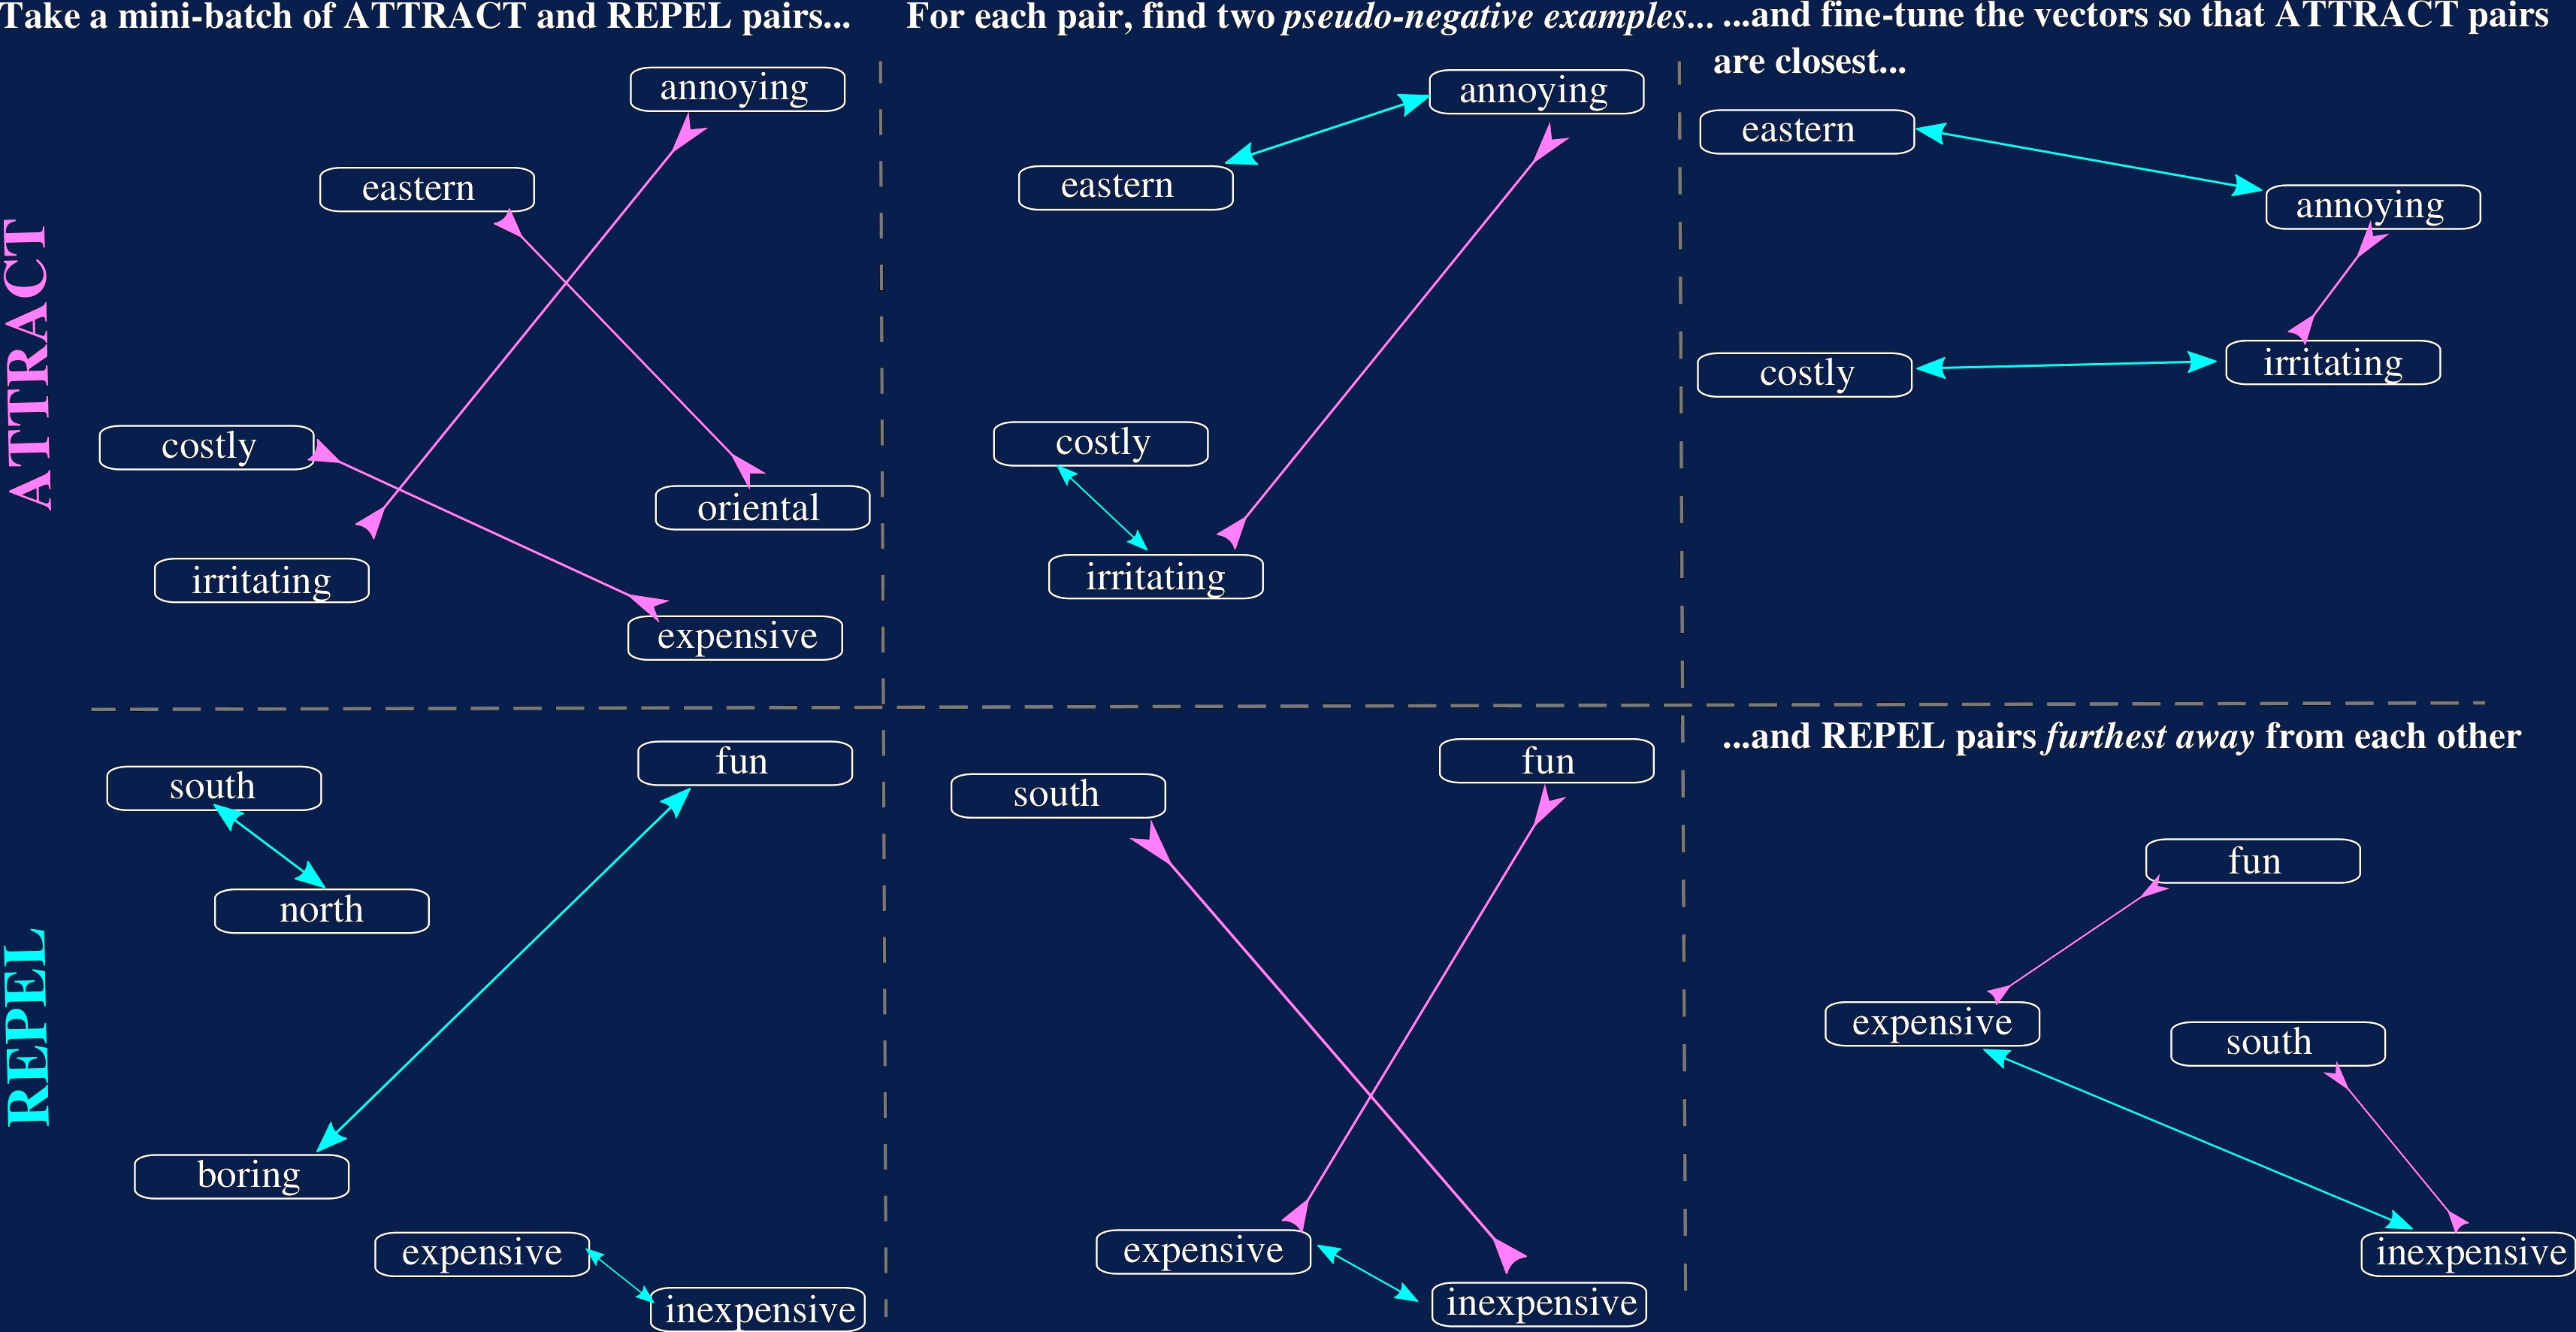 Take a mini-batch of ATTRACT and REPEL pairs...
For each pair, find two pseudo-negative examples...
...and fine-tune the vectors so that ATTRACT pairs
are closest...
ATTRACT
annoying
eastern
costly
oriental
irritating
expensive
annoying
eastern
costly
irritating
eastern
annoying
costly
irritating
REPEL
south
fun
north
boring
expensive
inexpensive
south
fun
expensive
inexpensive
...and REPEL pairs furthest away from each other
fun
expensive
south
inexpensive